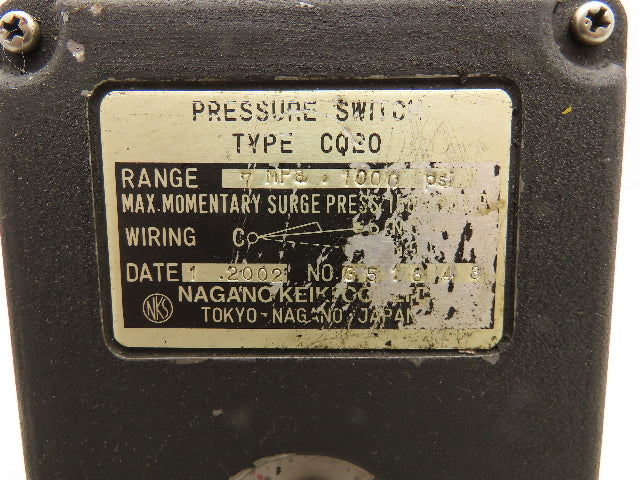 PRESSURE SWITCH
TYPE CQ20
RANGE 7 MPa 1000 psi
MAX.MOMENTARY SURGE PRESS.
WIRING C
DATE 1 .2002 NO.
NKS NAGANO KEIKI CO., LTD.
TOKYO-NAGANO, JAPAN